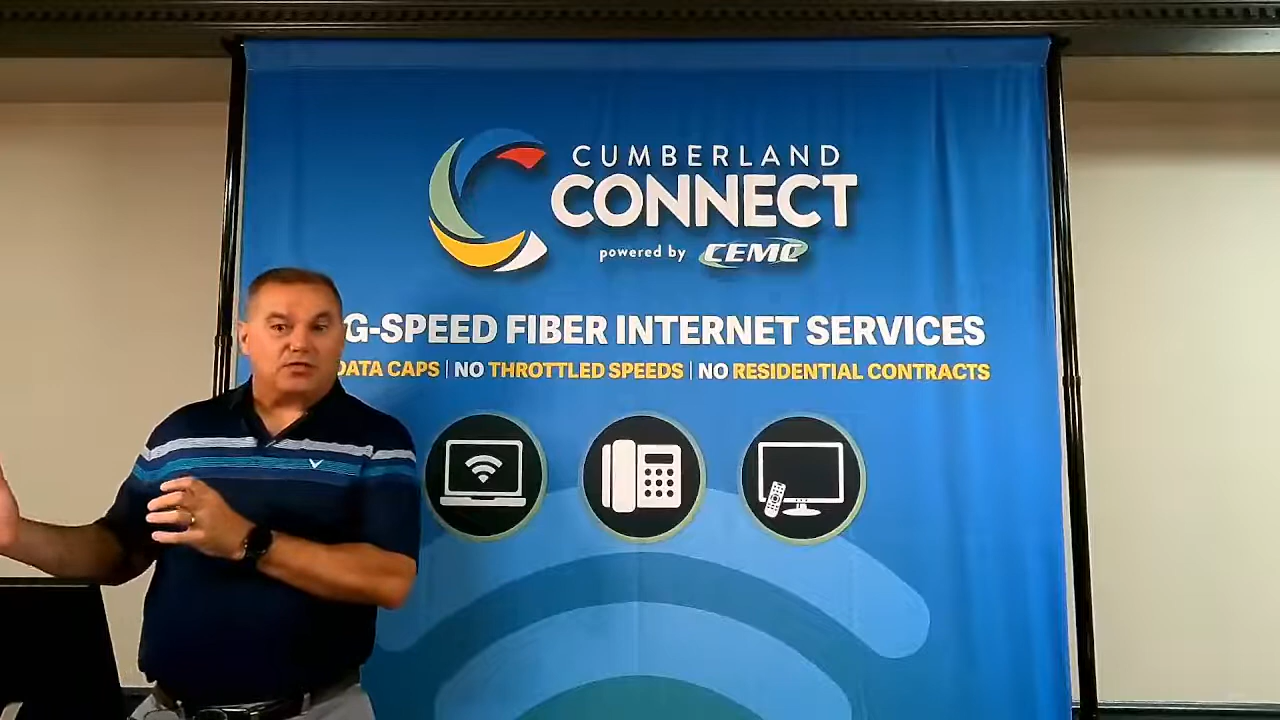 CUMBERLAND
CONNECT
powered by CEMC
G-SPEED FIBER INTERNET SERVICES
DATA CAPS | NO THROTTLED SPEEDS | NO RESIDENTIAL CONTRACTS